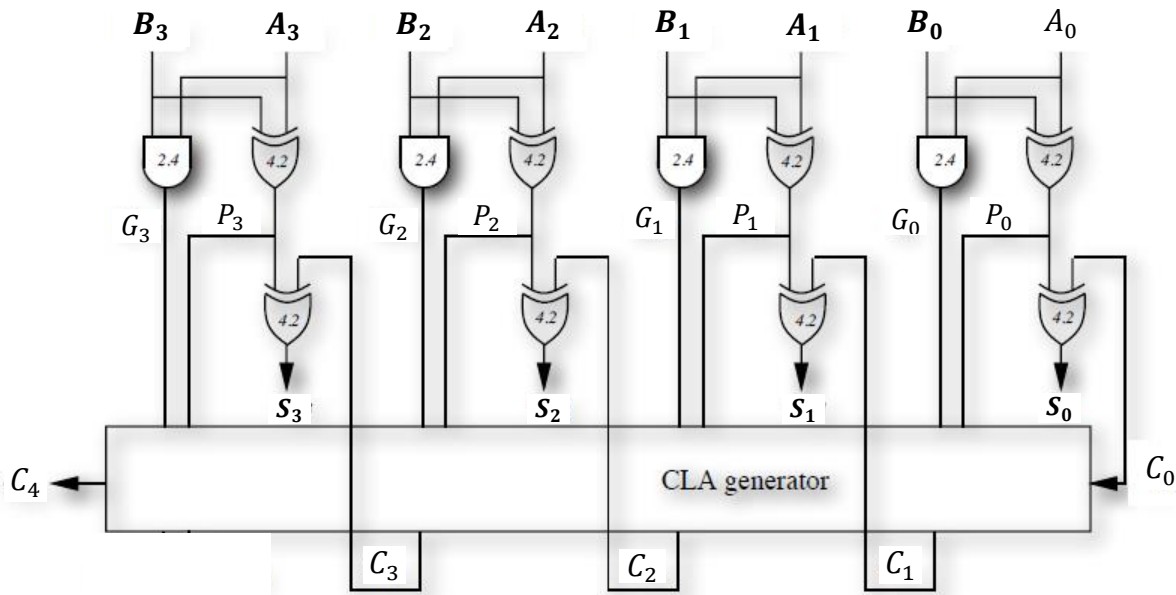 B₃ A₃ B₂ A₂ B₁ A₁ B₀ A₀
2.4 4.2 2.4 4.2 2.4 4.2 2.4 4.2
G₃ P₃ G₂ P₂ G₁ P₁ G₀ P₀
4.2 4.2 4.2 4.2
S₃ S₂ S₁ S₀
C₄ CLA generator C₀
C₃ C₂ C₁